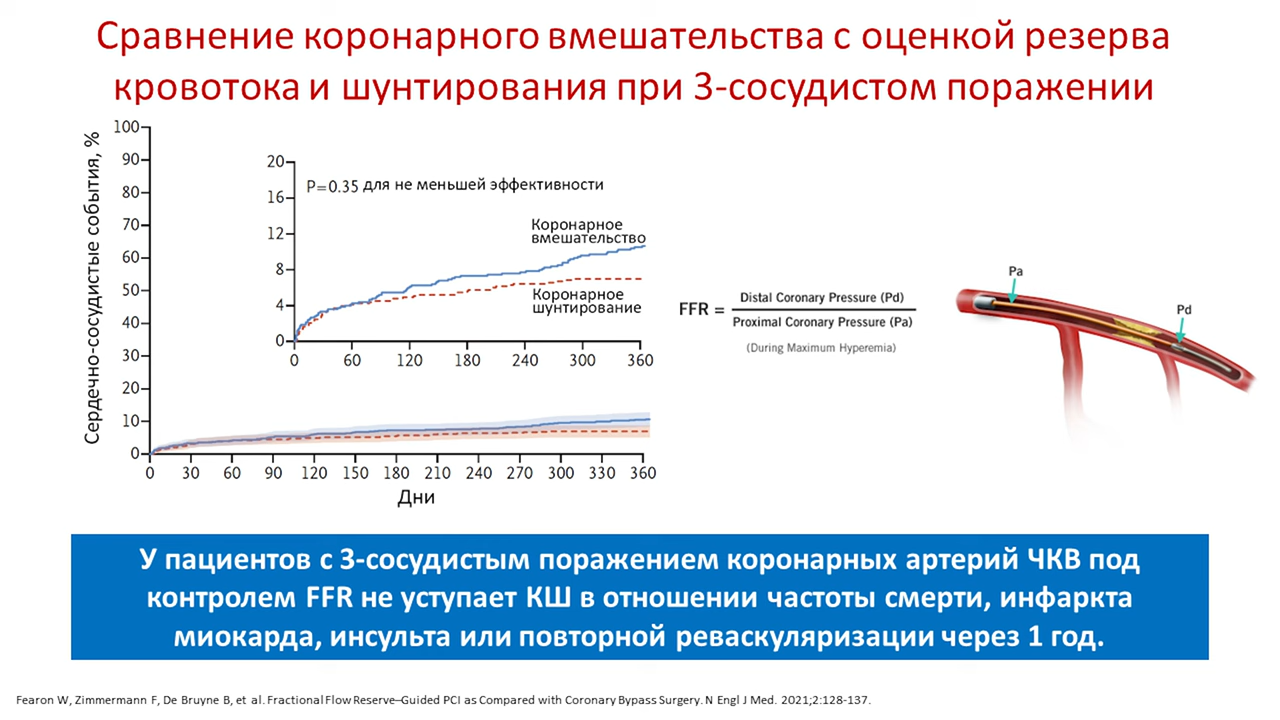 Сравнение коронарного вмешательства с оценкой резерва
кровотока и шунтирования при 3-сосудистом поражении
Сердечно-сосудистые события, %
100
90
80
70
60
50
40
30
20
10
0
0 30 60 90 120 150 180 210 240 270 300 330 360
Дни
20
16
12
8
4
0
0 60 120 180 240 300 360
P=0.35 для не меньшей эффективности
Коронарное
вмешательство
Коронарное
шунтирование
FFR =
Distal Coronary Pressure (Pd)
Proximal Coronary Pressure (Pa)
(During Maximum Hyperemia)
Pa
Pd
У пациентов с 3-сосудистым поражением коронарных артерий ЧКВ под
контролем FFR не уступает КШ в отношении частоты смерти, инфаркта
миокарда, инсульта или повторной реваскуляризации через 1 год.
Fearon W, Zimmermann F, De Bruyne B, et al. Fractional Flow Reserve–Guided PCI as Compared with Coronary Bypass Surgery. N Engl J Med. 2021;2:128-137.